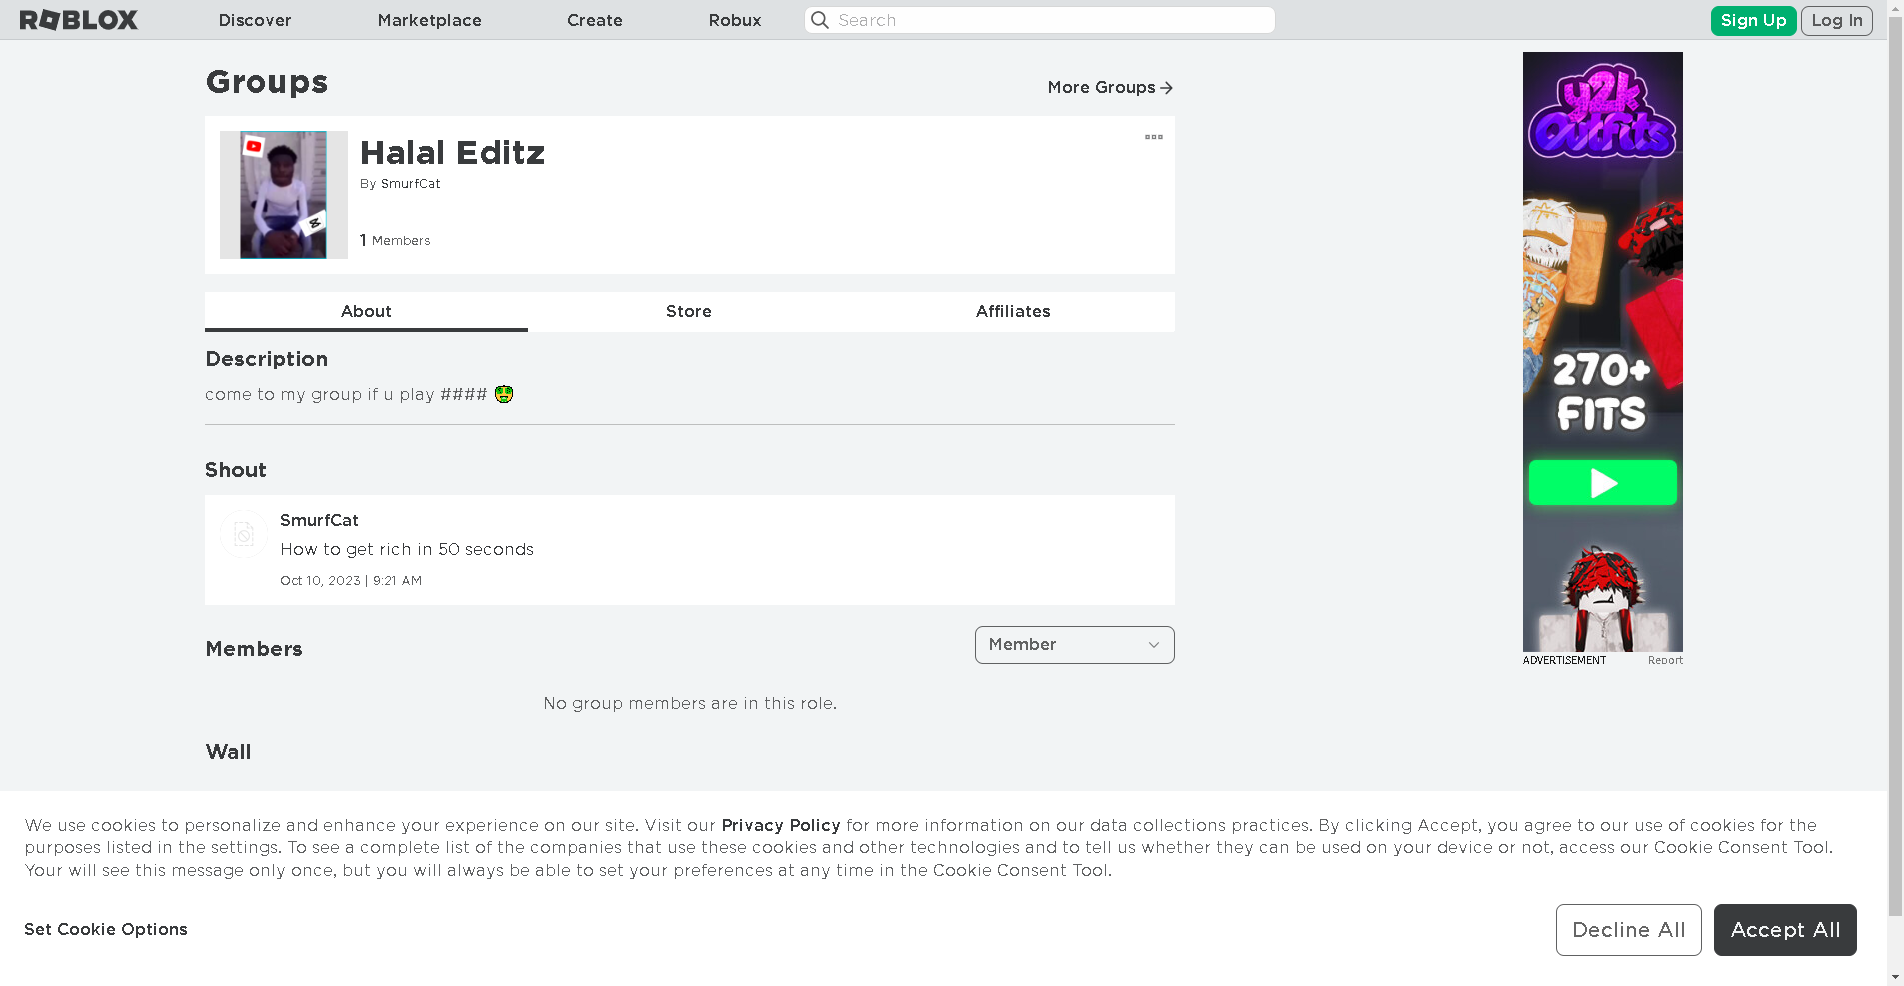 ROBLOX
Discover
Marketplace
Create
Robux
Search
Sign Up
Log In
Groups
More Groups
Halal Editz
By SmurfCat
1 Members
About
Store
Affiliates
Description
come to my group if u play #### 🤑
Shout
SmurfCat
How to get rich in 50 seconds
Oct 10, 2023 | 9:21 AM
Members
Member
No group members are in this role.
Wall
y2k
Outfits
270+
FITS
ADVERTISEMENT
Report
We use cookies to personalize and enhance your experience on our site. Visit our Privacy Policy for more information on our data collections practices. By clicking Accept, you agree to our use of cookies for the
purposes listed in the settings. To see a complete list of the companies that use these cookies and other technologies and to tell us whether they can be used on your device or not, access our Cookie Consent Tool.
Your will see this message only once, but you will always be able to set your preferences at any time in the Cookie Consent Tool.
Set Cookie Options
Decline All
Accept All